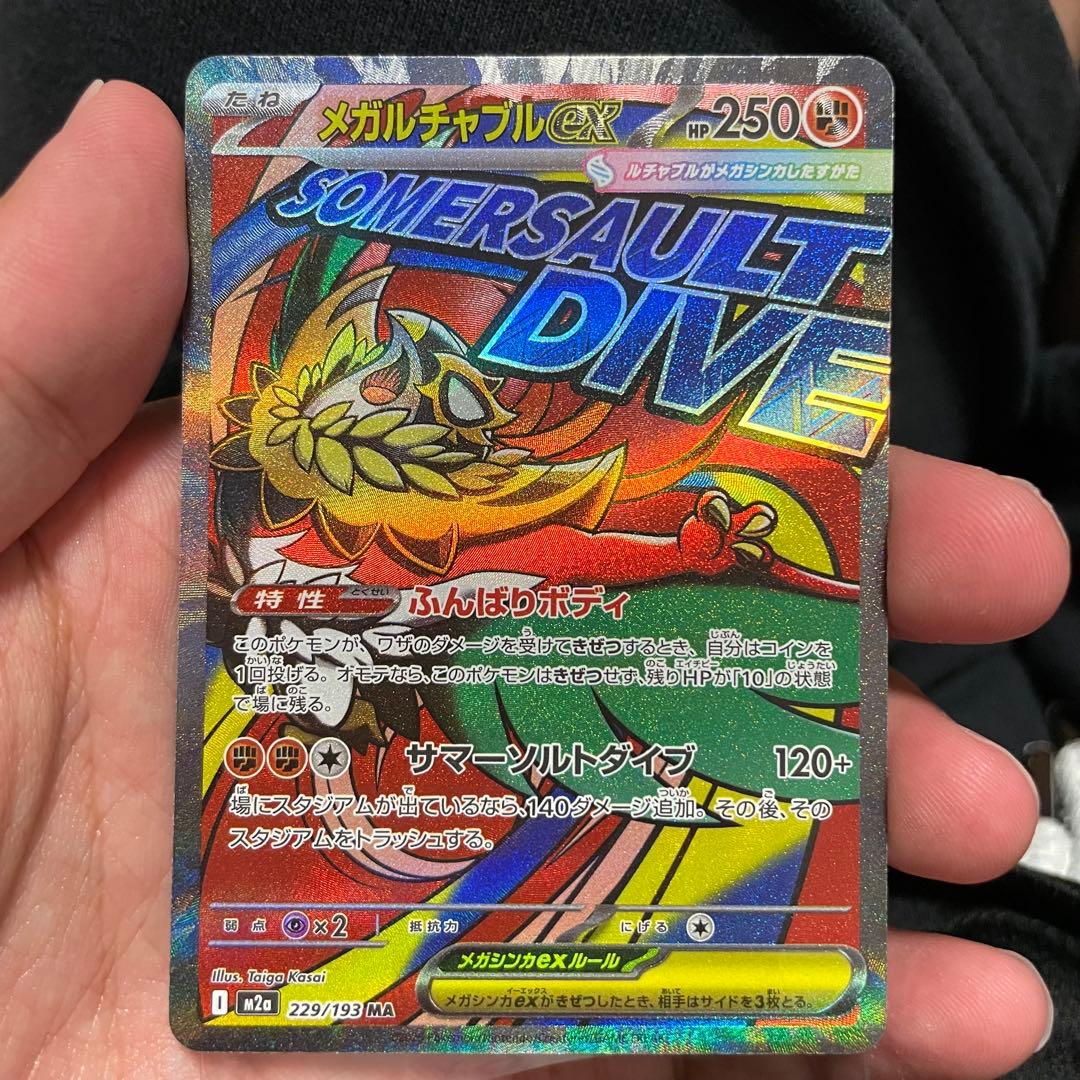 たね
メガルチャブルex HP 250
ルチャブルがメガシンカしたすがた
SOMERSAULT
DIVE
特性 とくせい ふんばりボディ
このポケモンが、ワザのダメージを受けてきぜつするとき、自分はコインを
1回投げる。オモテなら、このポケモンはきぜつせず、残りHPが「10」の状態
で場に残る。
サマーソルトダイブ 120+
場にスタジアムが出ているなら、140ダメージ追加。その後、その
スタジアムをトラッシュする。
弱点 ×2 抵抗力 にげる
メガシンカexルール
メガシンカexがきぜつしたとき、相手はサイドを3枚とる。
Illus. Taiga Kasai
I M2a 229/193 MA